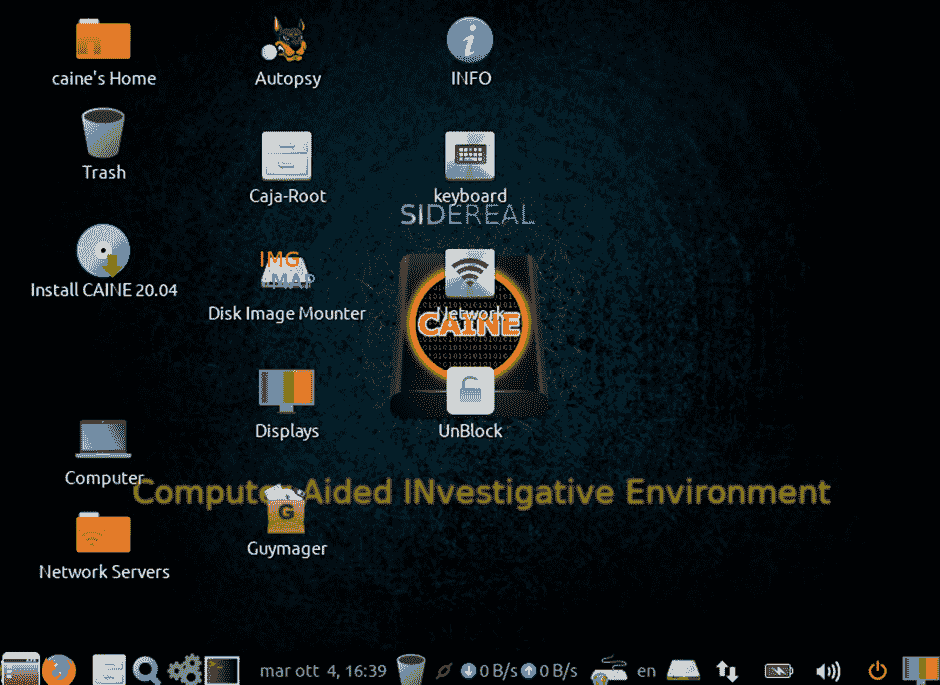 caine's Home
Autopsy
INFO
Trash
Caja-Root
keyboard
SIDEREAL
Install CAINE 20.04
IMG
MAP
Disk Image Mounter
Network
CAINE
Displays
UnBlock
Computer
Computer Aided INvestigative Environment
G
Guymager
Network Servers
mar ott 4, 16:39
0 B/s
0 B/s
en